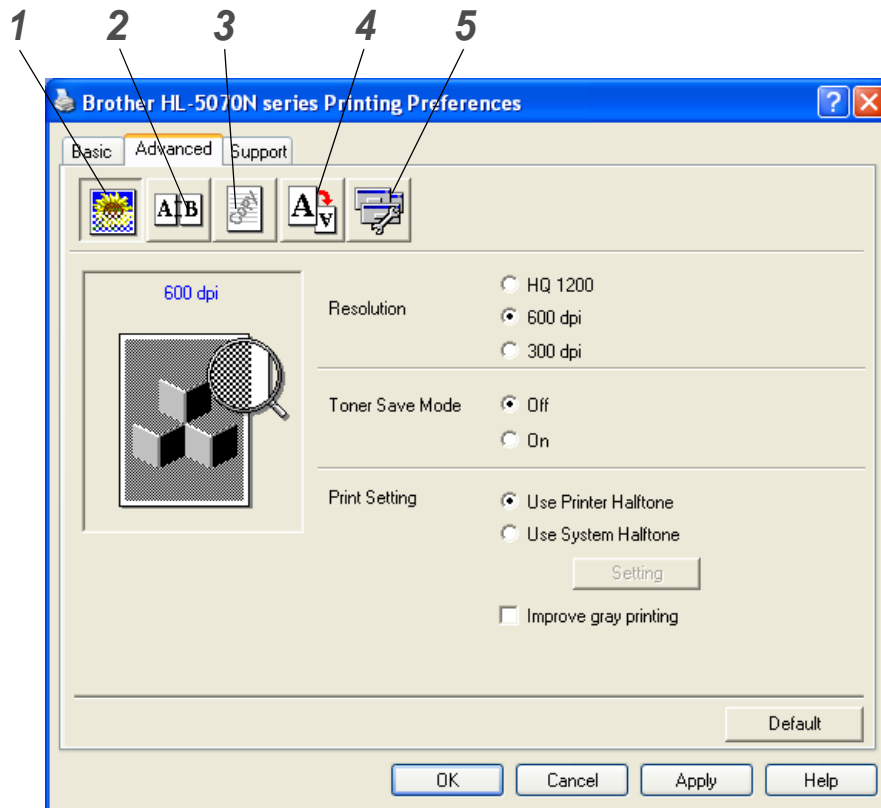 1 2 3 4 5
Brother HL-5070N series Printing Preferences
Basic Advanced Support
A B Copy A A
600 dpi
Resolution
HQ 1200
600 dpi
300 dpi
Toner Save Mode
Off
On
Print Setting
Use Printer Halftone
Use System Halftone
Setting
Improve gray printing
Default
OK Cancel Apply Help